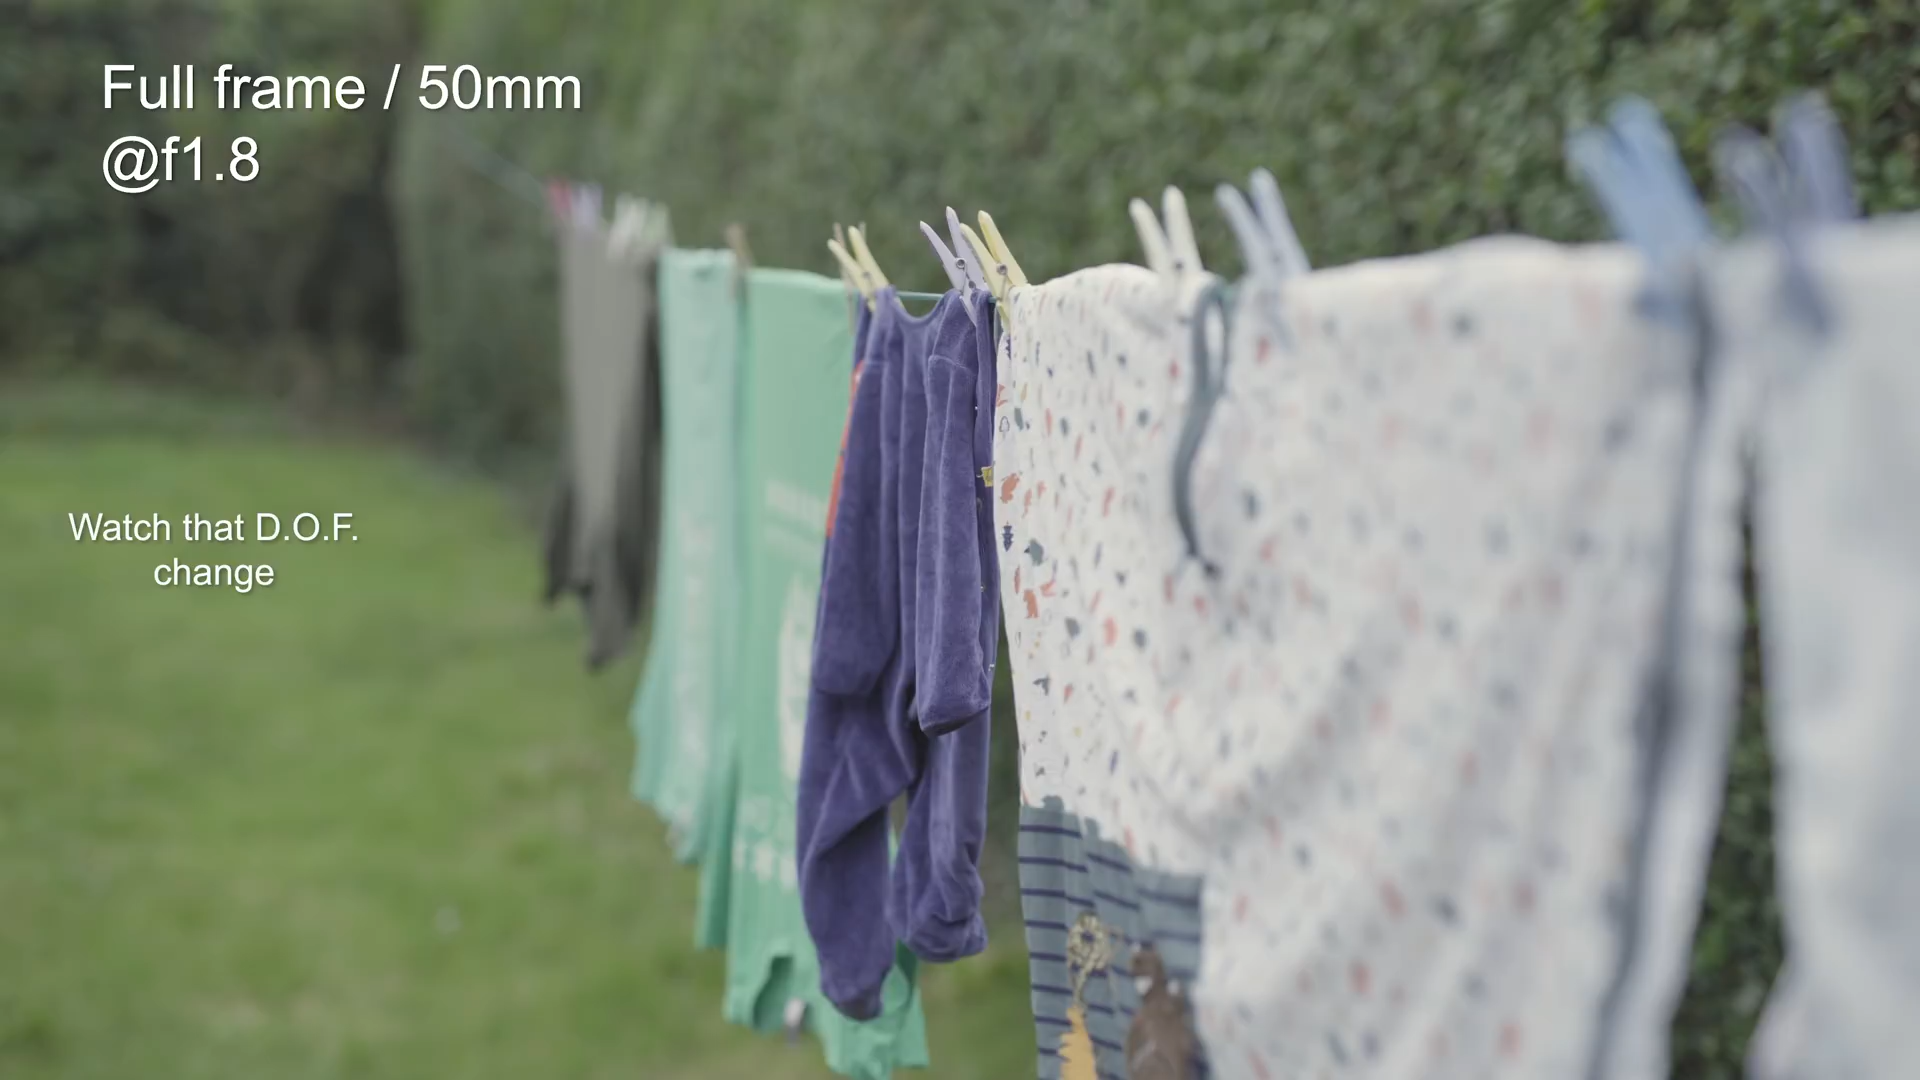 Full frame / 50mm
@f1.8
Watch that D.O.F.
change